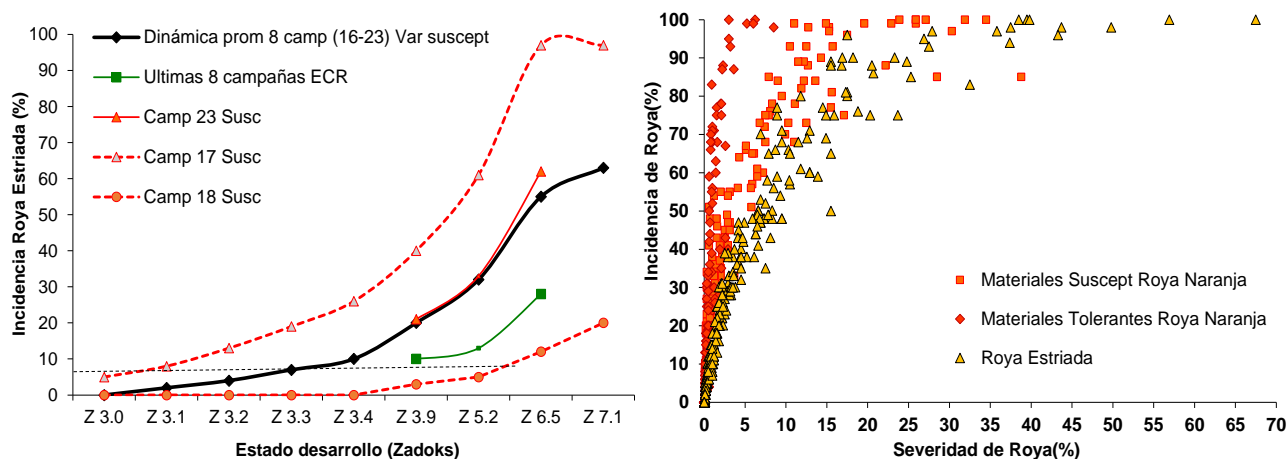 Incidencia Roya Estriada (%)
100
90
80
70
60
50
40
30
20
10
0
Dinámica prom 8 camp (16-23) Var suscept
Ultimas 8 campañas ECR
Camp 23 Susc
Camp 17 Susc
Camp 18 Susc
Z 3.0 Z 3.1 Z 3.2 Z 3.3 Z 3.4 Z 3.9 Z 5.2 Z 6.5 Z 7.1
Estado desarrollo (Zadoks)
Incidencia de Roya(%)
100
90
80
70
60
50
40
30
20
10
0
Materiales Suscept Roya Naranja
Materiales Tolerantes Roya Naranja
Roya Estriada
0 5 10 15 20 25 30 35 40 45 50 55 60 65 70
Severidad de Roya(%)